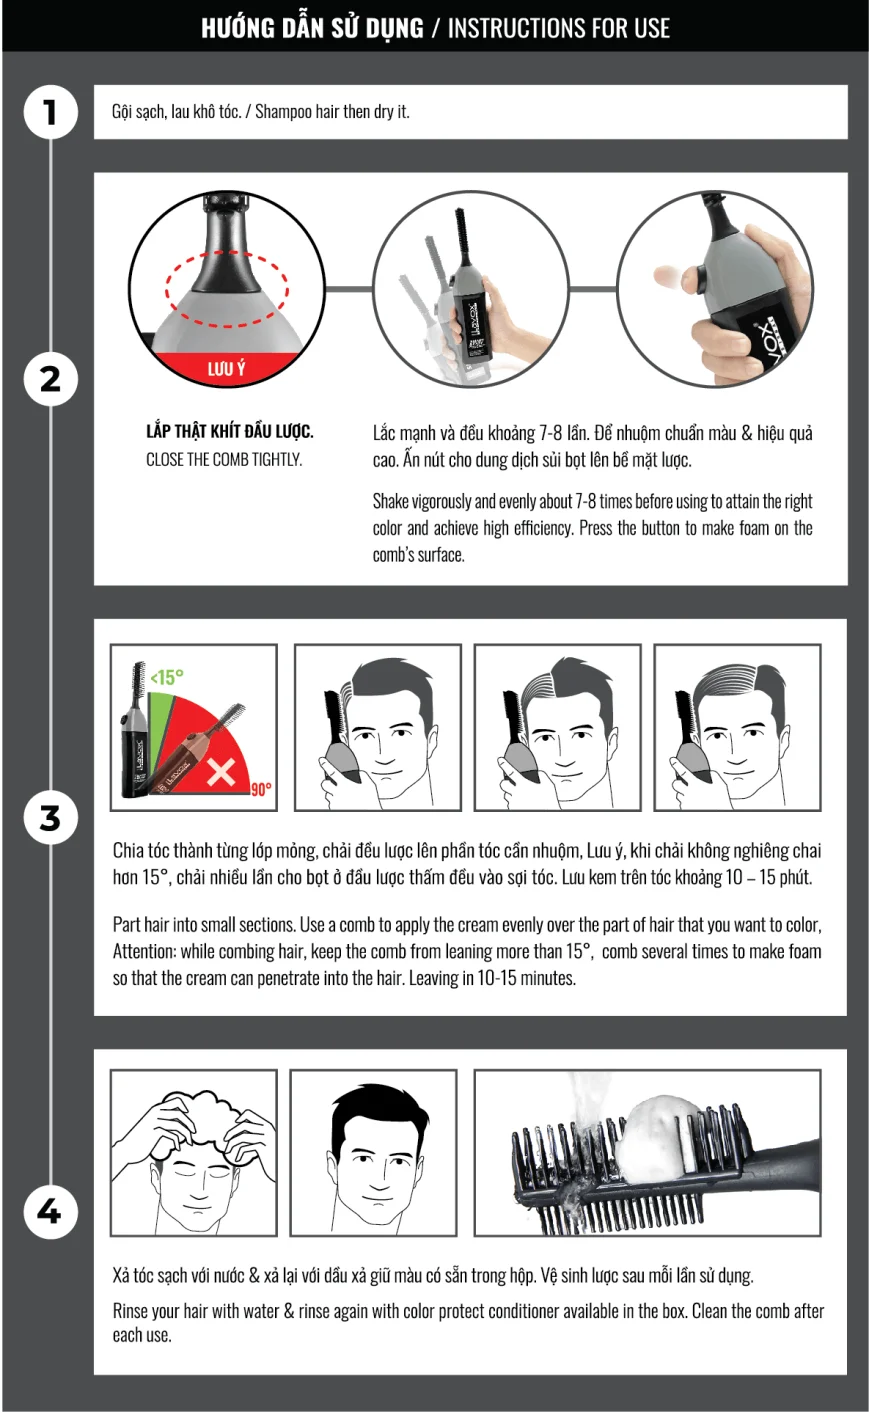 HƯỚNG DẪN SỬ DỤNG / INSTRUCTIONS FOR USE
1
Gội sạch, lau khô tóc. / Shampoo hair then dry it.
2
LƯU Ý
LAVOX
VOX
LẮP THẬT KHÍT ĐẦU LƯỢC.
CLOSE THE COMB TIGHTLY.
Lắc mạnh và đều khoảng 7-8 lần. Để nhuộm chuẩn màu & hiệu quả
cao. Ấn nút cho dung dịch sủi bọt lên bề mặt lược.
Shake vigorously and evenly about 7-8 times before using to attain the right
color and achieve high efficiency. Press the button to make foam on the
comb's surface.
3
<15°
90°
LAVOX
LAVOX
Chia tóc thành từng lớp mỏng, chải đều lược lên phần tóc cần nhuộm, Lưu ý, khi chải không nghiêng chai
hơn 15°, chải nhiều lần cho bọt ở đầu lược thấm đều vào sợi tóc. Lưu kem trên tóc khoảng 10 – 15 phút.
Part hair into small sections. Use a comb to apply the cream evenly over the part of hair that you want to color,
Attention: while combing hair, keep the comb from leaning more than 15°, comb several times to make foam
so that the cream can penetrate into the hair. Leaving in 10-15 minutes.
4
Xả tóc sạch với nước & xả lại với dầu xả giữ màu có sẵn trong hộp. Vệ sinh lược sau mỗi lần sử dụng.
Rinse your hair with water & rinse again with color protect conditioner available in the box. Clean the comb after
each use.